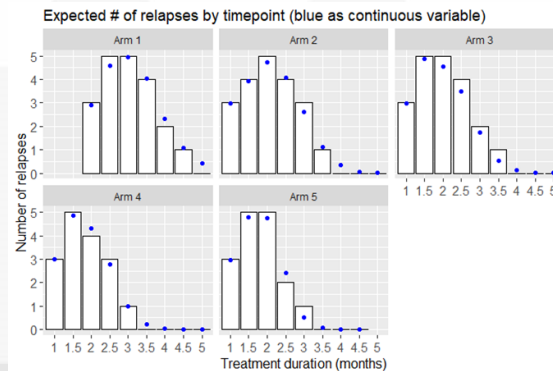 Expected # of relapses by timepoint (blue as continuous variable)
Arm 1
Arm 2
Arm 3
5
4
3
2
1
0
1 1.5 2 2.5 3 3.5 4 4.5 5
Arm 4
Arm 5
5
4
3
2
1
0
1 1.5 2 2.5 3 3.5 4 4.5 5
1 1.5 2 2.5 3 3.5 4 4.5 5
Number of relapses
Treatment duration (months)